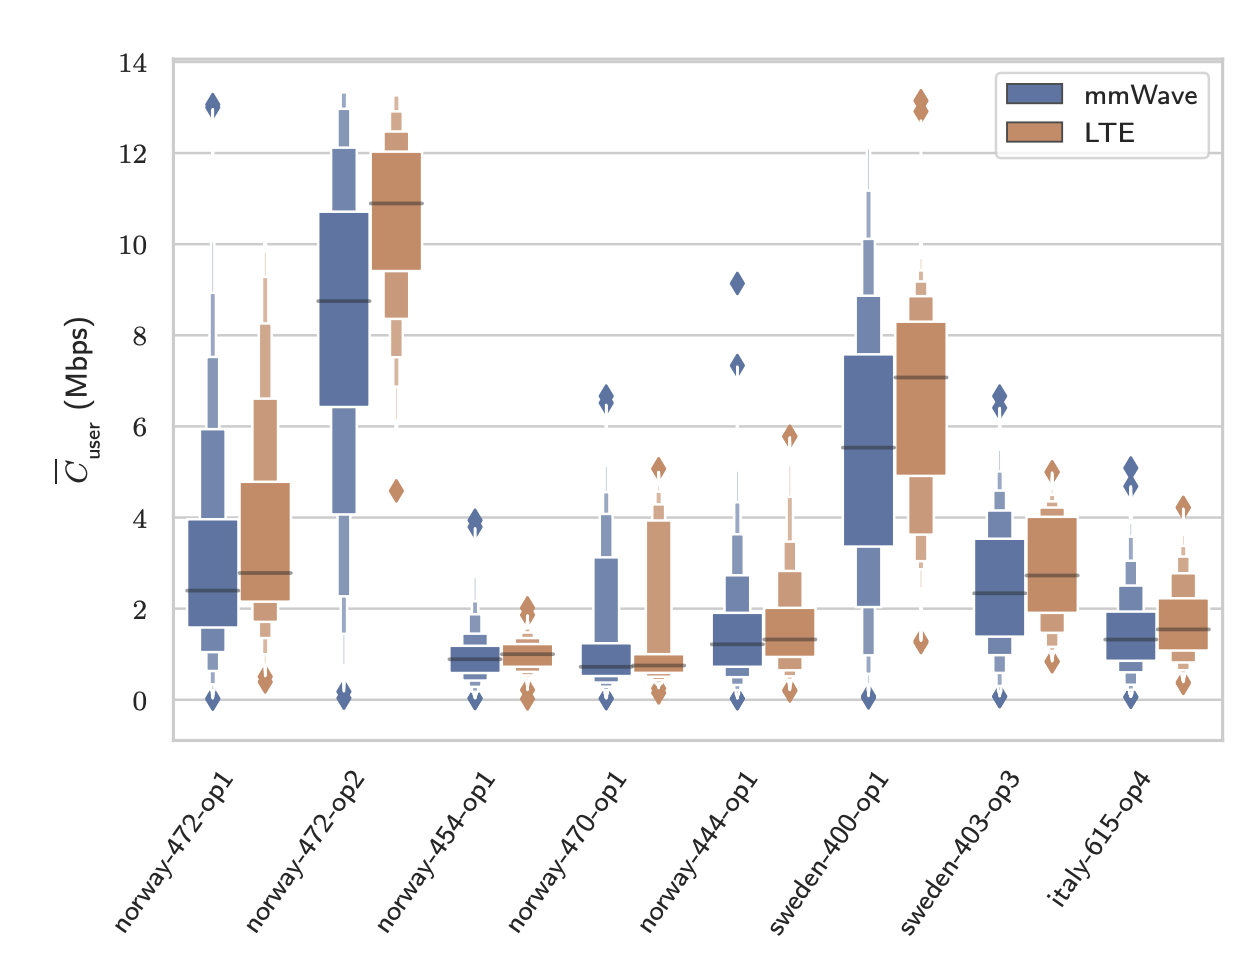 14
12
10
8
6
4
2
0
C̅user (Mbps)
mmWave
LTE
norway-472-op1
norway-472-op2
norway-454-op1
norway-470-op1
norway-444-op1
sweden-400-op1
sweden-403-op3
italy-615-op4